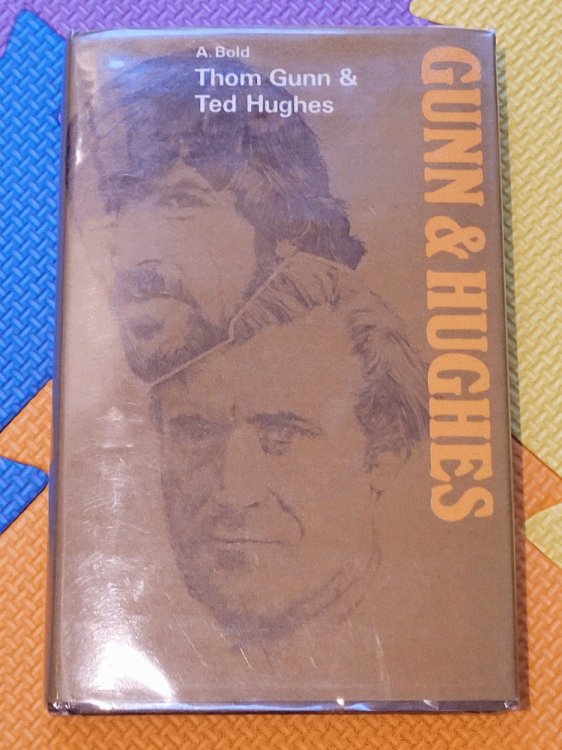 A. Bold
Thom Gunn &
Ted Hughes
GUNN & HUGHES